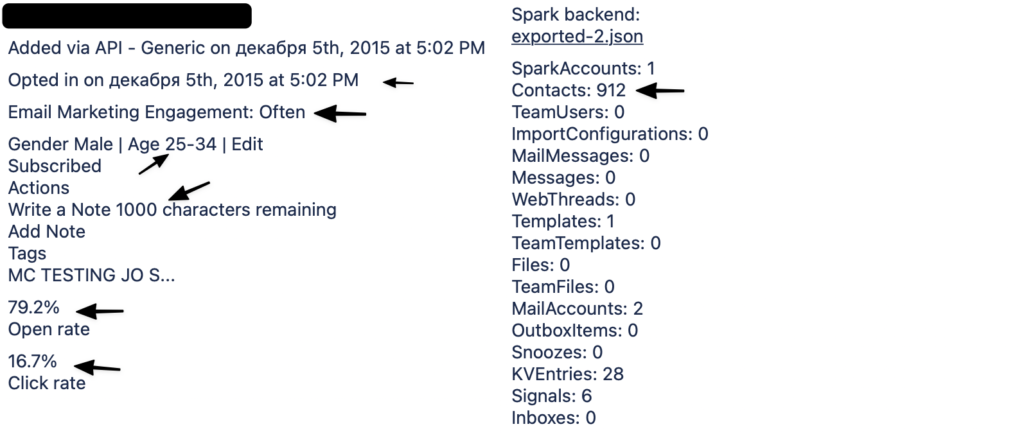 Added via API - Generic on декабря 5th, 2015 at 5:02 PM
Opted in on декабря 5th, 2015 at 5:02 PM
Email Marketing Engagement: Often
Gender Male | Age 25-34 | Edit
Subscribed
Actions
Write a Note 1000 characters remaining
Add Note
Tags
MC TESTING JO S...
79.2%
Open rate
16.7%
Click rate
Spark backend:
exported-2.json
SparkAccounts: 1
Contacts: 912
TeamUsers: 0
ImportConfigurations: 0
MailMessages: 0
Messages: 0
WebThreads: 0
Templates: 1
TeamTemplates: 0
Files: 0
TeamFiles: 0
MailAccounts: 2
OutboxItems: 0
Snoozes: 0
KVEntries: 28
Signals: 6
Inboxes: 0